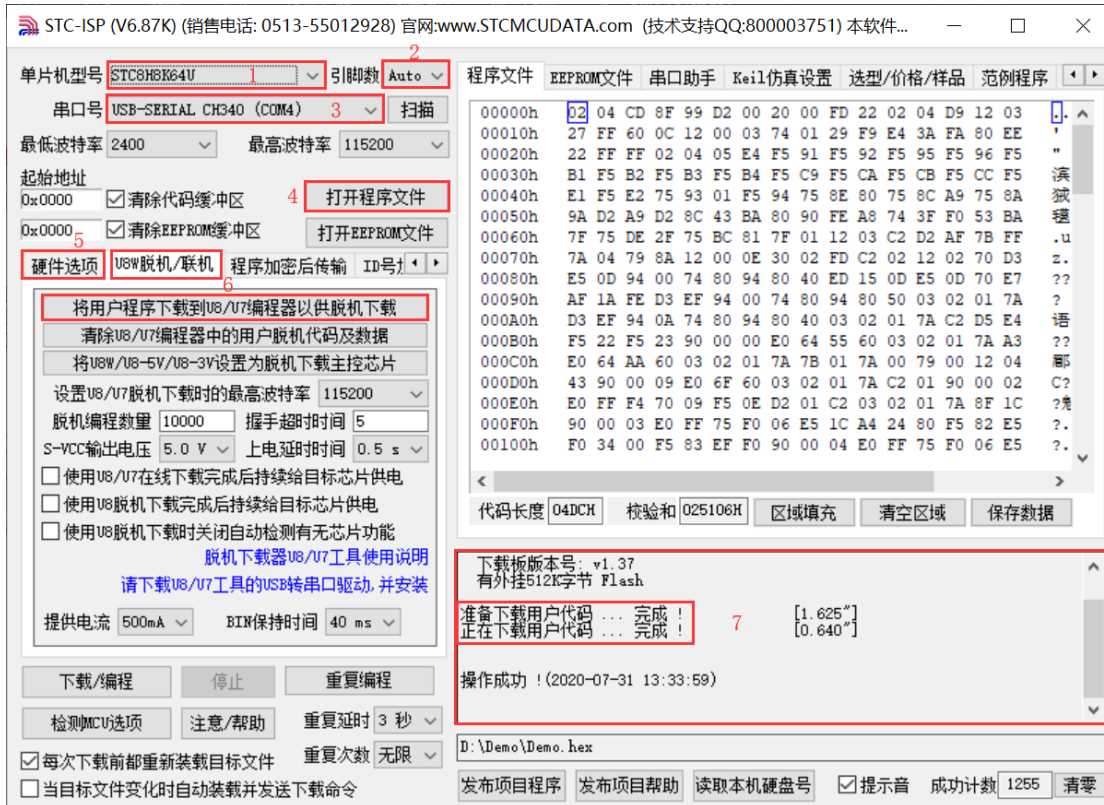 STC-ISP (V6.87K) (销售电话: 0513-55012928) 官网:www.STCMCUDATA.com (技术支持QQ:800003751) 本软件...
单片机型号 STC8H8K64U 1 引脚数 Auto 2
串口号 USB-SERIAL CH340 (COM4) 3 扫描
最低波特率 2400 最高波特率 115200
起始地址
0x0000 清除代码缓冲区 4 打开程序文件
0x0000 清除EEPROM缓冲区 打开EEPROM文件
5
硬件选项 U8W脱机/联机 程序加密后传输 ID号
6
将用户程序下载到U8/U7编程器以供脱机下载
清除U8/U7编程器中的用户脱机代码及数据
将U8W/U8-5V/U8-3V设置为脱机下载主控芯片
设置U8/U7脱机下载时的最高波特率 115200
脱机编程数量 10000 握手超时时间 5
S-VCC输出电压 5.0 V 上电延时时间 0.5 s
使用U8/U7在线下载完成后持续给目标芯片供电
使用U8脱机下载完成后持续给目标芯片供电
使用U8脱机下载时关闭自动检测有无芯片功能
脱机下载器U8/U7工具使用说明
请下载U8/U7工具的USB转串口驱动,并安装
提供电流 500mA BIN保持时间 40 ms
下载/编程 停止 重复编程
检测MCU选项 注意/帮助 重复延时 3 秒
每次下载前都重新装载目标文件 重复次数 无限
当目标文件变化时自动装载并发送下载命令
程序文件 EEPROM文件 串口助手 Keil仿真设置 选型/价格/样品 范例程序
00000h 02 04 CD 8F 99 D2 00 20 00 FD 22 02 04 D9 12 03 ..
00010h 27 FF 60 0C 12 00 03 74 01 29 F9 E4 3A FA 80 EE '
00020h 22 FF FF 02 04 05 E4 F5 91 F5 92 F5 95 F5 96 F5 "
00030h B1 F5 B2 F5 B3 F5 B4 F5 C9 F5 CA F5 CB F5 CC F5
00040h E1 F5 E2 75 93 01 F5 94 75 8E 80 75 8C A9 75 8A
00050h 9A D2 A9 D2 8C 43 BA 80 90 FE A8 74 3F F0 53 BA
00060h 7F 75 DE 2F 75 BC 81 7F 01 12 03 C2 D2 AF 7B FF .u
00070h 7A 04 79 8A 12 00 0E 30 02 FD C2 02 12 02 70 D3 z.
00080h E5 0D 94 00 74 80 94 80 40 ED 15 0D E5 0D 70 E7 ??
00090h AF 1A FE D3 EF 94 00 74 80 94 80 50 03 02 01 7A ?
000A0h D3 EF 94 0A 74 80 94 80 40 03 02 01 7A C2 D5 E4 语
000B0h F5 22 F5 23 90 00 00 E0 64 55 60 03 02 01 7A A3 ??
000C0h E0 64 AA 60 03 02 01 7A 7B 01 7A 00 79 00 12 04
000D0h 43 90 00 09 E0 6F 60 03 02 01 7A C2 01 90 00 02 C?
000E0h E0 FF F4 70 09 F5 0E D2 01 C2 03 02 01 7A 8F 1C
000F0h 90 00 03 E0 FF 75 F0 06 E5 1C A4 24 80 F5 82 E5 ?.
00100h F0 34 00 F5 83 EF F0 90 00 04 E0 FF 75 F0 06 E5 ?.
代码长度 04DCH 校验和 025106H 区域填充 清空区域 保存数据
下载板版本号: v1.37
有外挂512K字节 Flash
准备下载用户代码 ... 完成 ! [1.625"]
正在下载用户代码 ... 完成 ! [0.640"]
7
操作成功 !(2020-07-31 13:33:59)
D:\Demo\Demo.hex
发布项目程序 发布项目帮助 读取本机硬盘号 提示音 成功计数 1255 清零